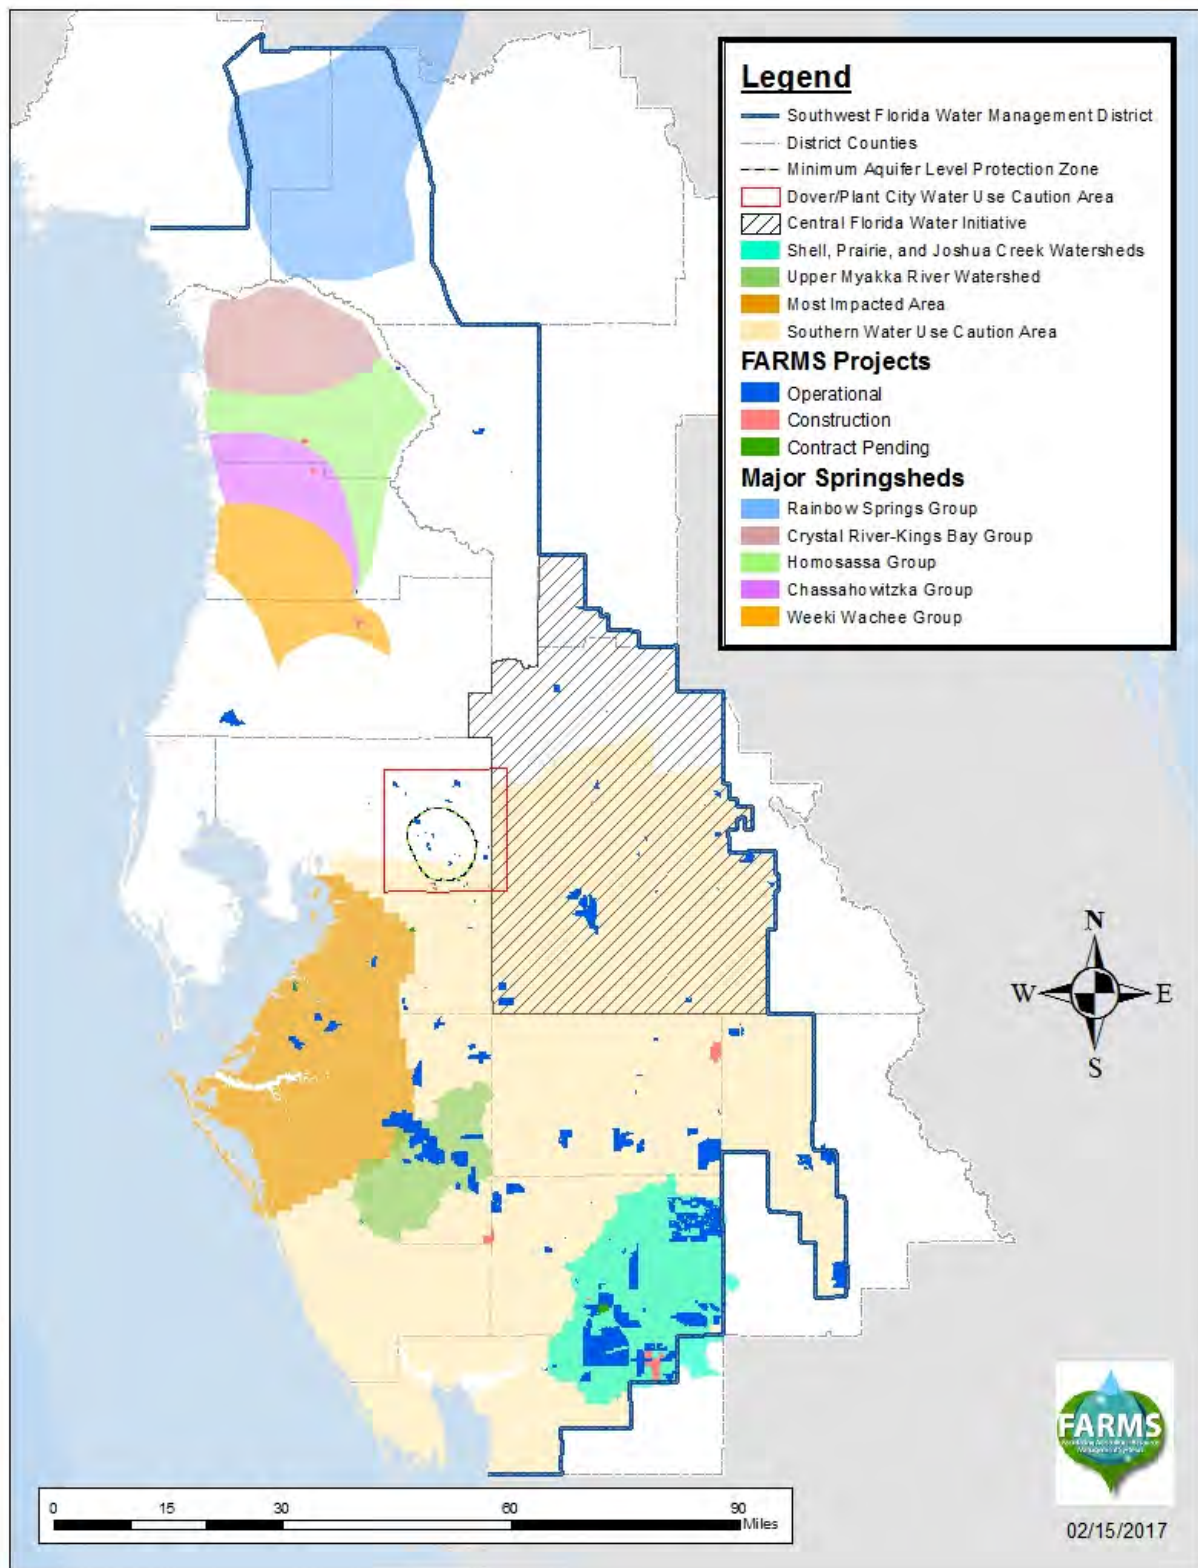 Legend
Southwest Florida Water Management District
District Counties
Minimum Aquifer Level Protection Zone
Dover/Plant City Water Use Caution Area
Central Florida Water Initiative
Shell, Prairie, and Joshua Creek Watersheds
Upper Myakka River Watershed
Most Impacted Area
Southern Water Use Caution Area
FARMS Projects
Operational
Construction
Contract Pending
Major Springsheds
Rainbow Springs Group
Crystal River-Kings Bay Group
Homosassa Group
Chassahowitzka Group
Weeki Wachee Group
N
W E
S
FARMS
02/15/2017
0 15 30 60 90
Miles